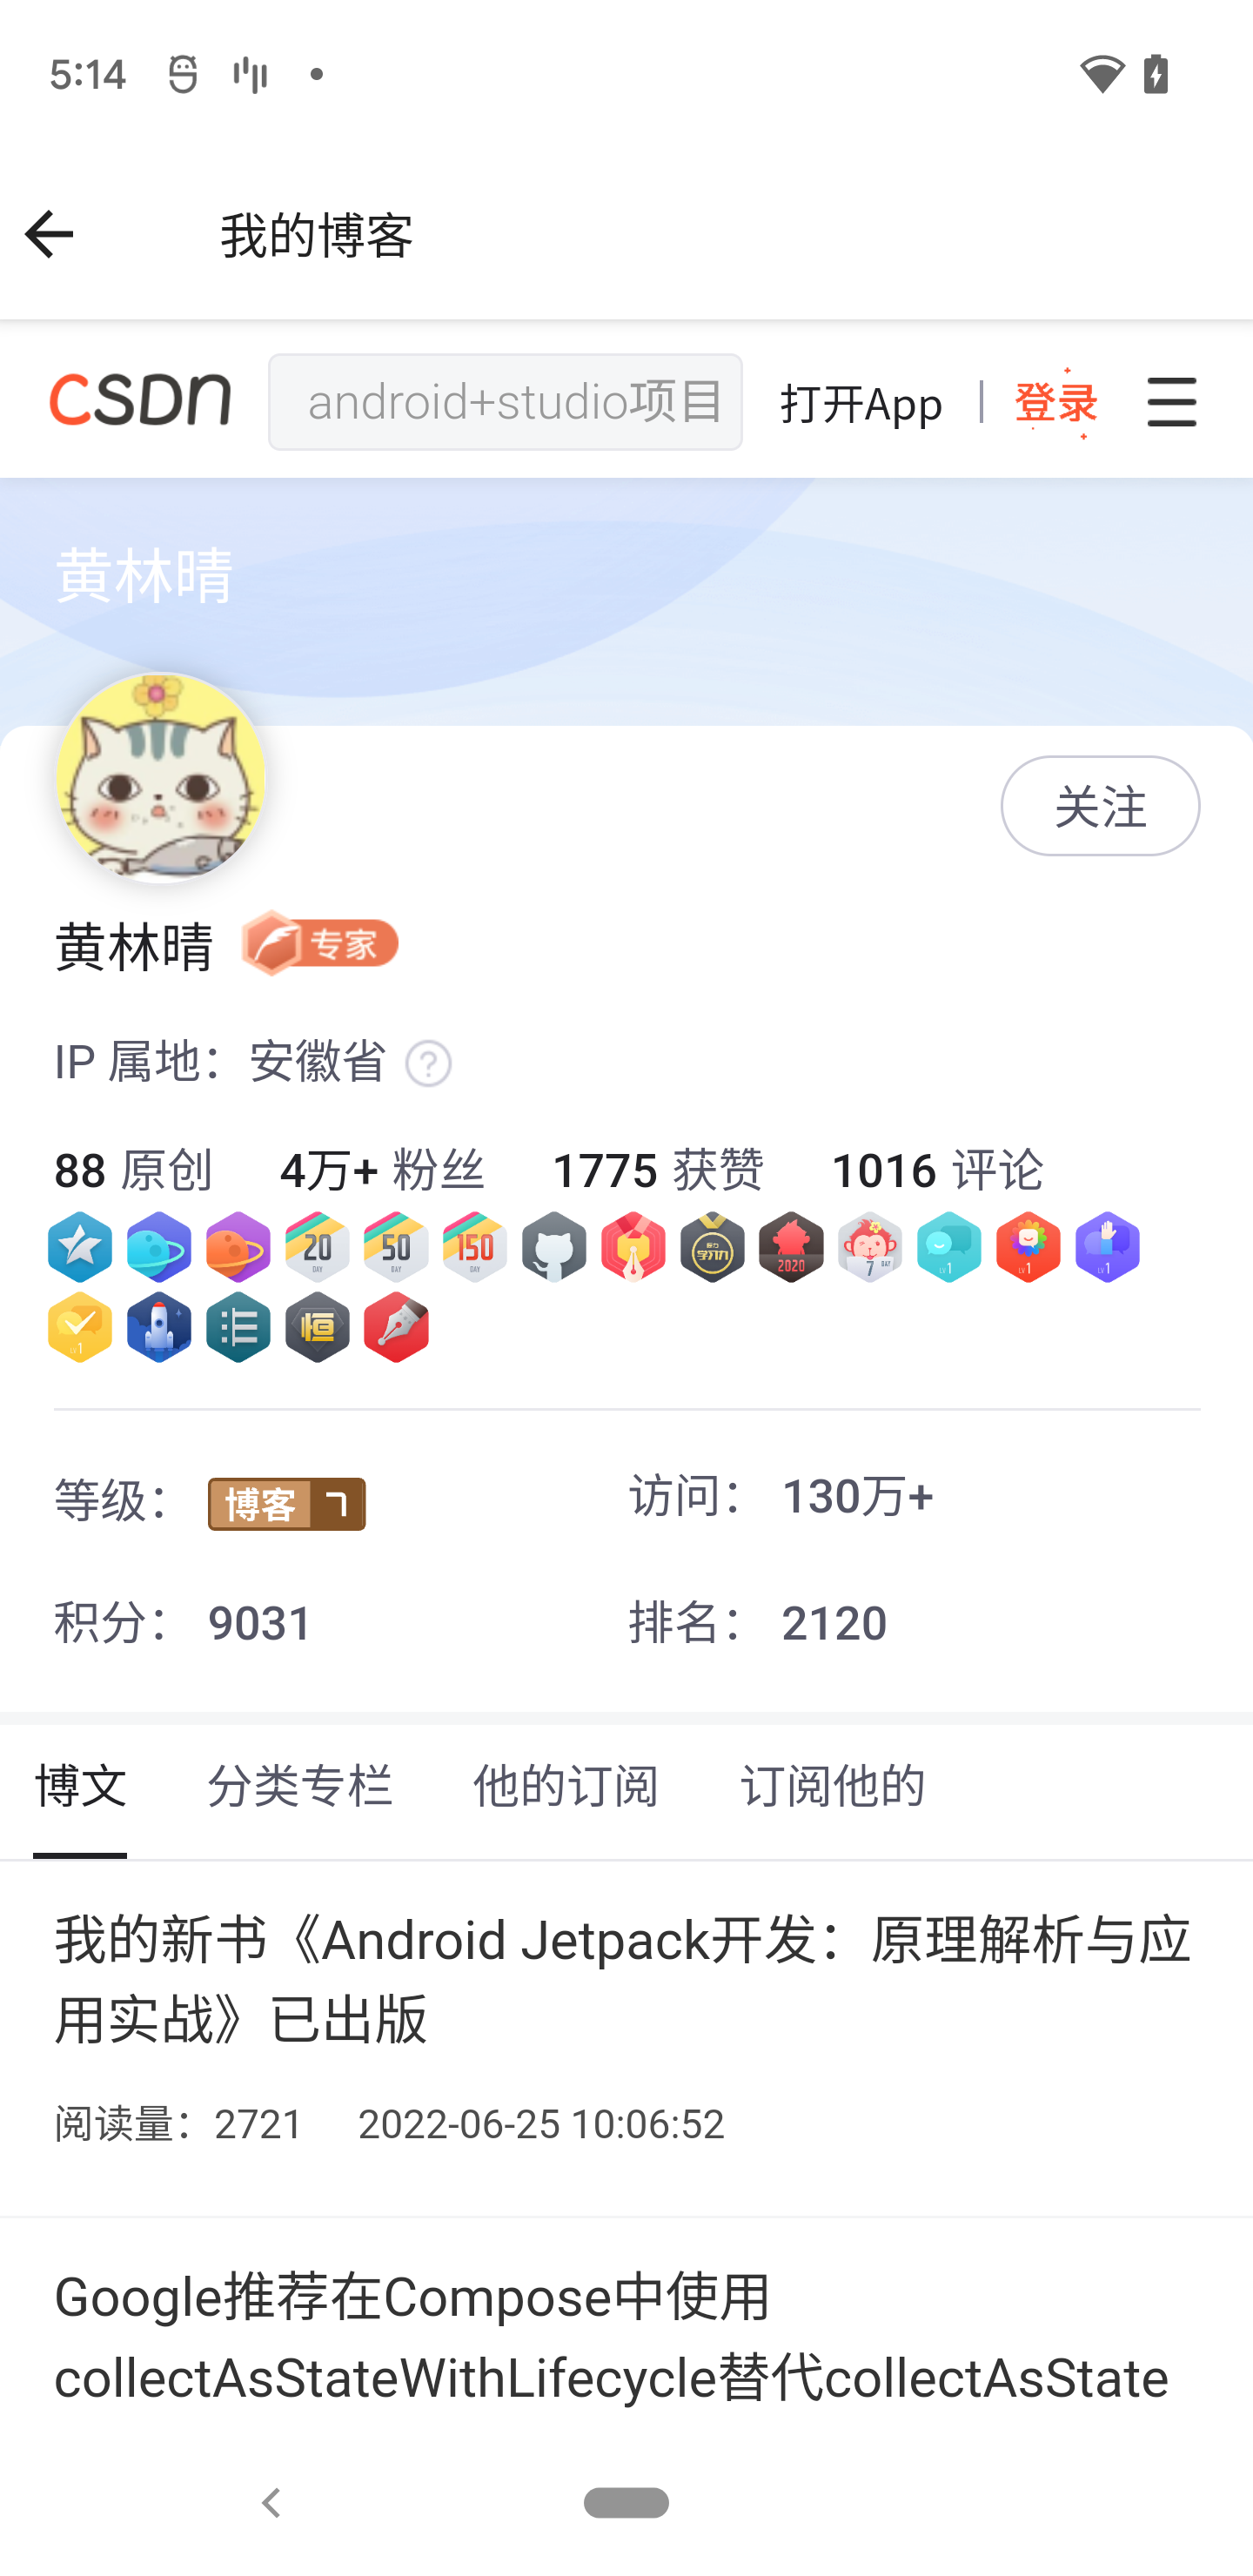 5:14
我的博客
CSDN android+studio项目 打开App 登录
黄林晴
关注
黄林晴 专家
IP 属地：安徽省
88 原创 4万+ 粉丝 1775 获赞 1016 评论
20 DAY 50 DAY 150 DAY 学习力 2020 7 DAY LV1 LV1 LV1
LV1 恒
等级： 博客 7 访问： 130万+
积分： 9031 排名： 2120
博文 分类专栏 他的订阅 订阅他的
我的新书《Android Jetpack开发：原理解析与应
用实战》已出版
阅读量：2721 2022-06-25 10:06:52
Google推荐在Compose中使用
collectAsStateWithLifecycle替代collectAsState